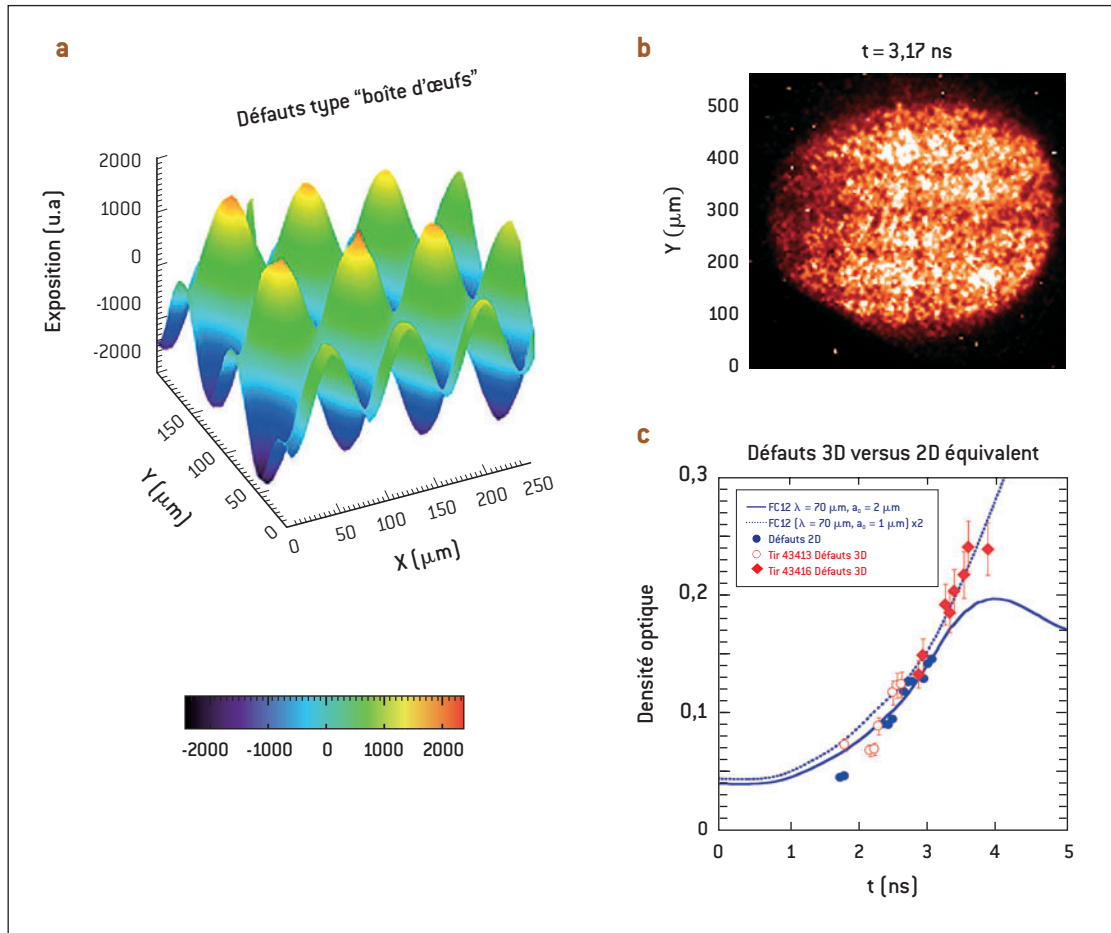 a
Défauts type “boîte d’œufs”
Exposition (u.a)
2000
1000
0
-1000
-2000
Y (μm)
150
100
50
0
X (μm)
0
50
100
150
200
250
-2000 -1000 0 1000 2000
b
t = 3,17 ns
Y (μm)
500
400
300
200
100
0
c
Défauts 3D versus 2D équivalent
Densité optique
0,3
0,2
0,1
0
FC12 λ = 70 μm, a₀ = 2 μm
FC12 (λ = 70 μm, a₀ = 1 μm) x2
Défauts 2D
Tir 43413 Défauts 3D
Tir 43416 Défauts 3D
0 1 2 3 4 5
t (ns)